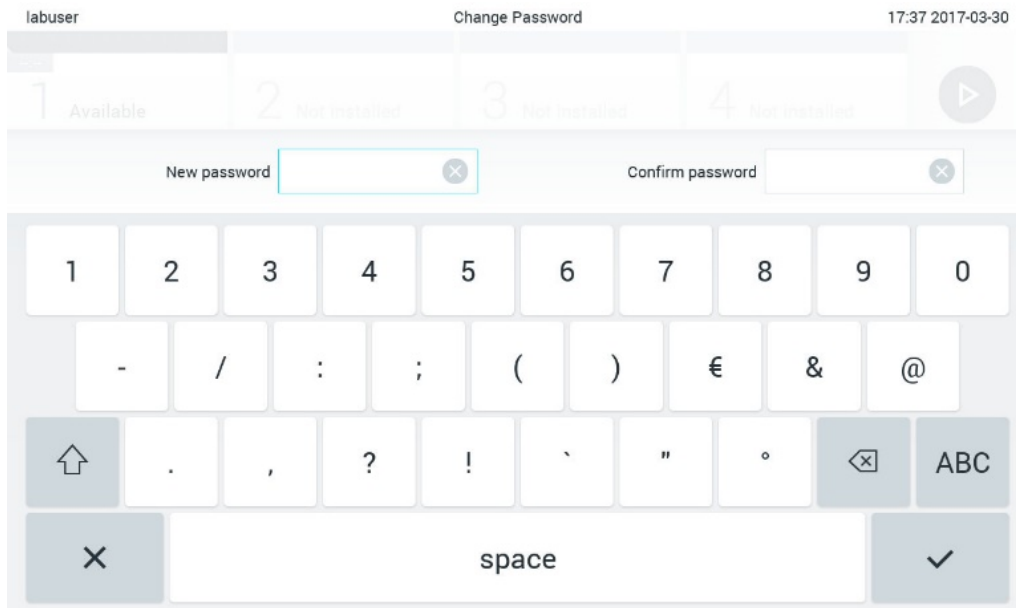 labuser Change Password 17:37 2017-03-30
1 Available 2 Not installed 3 Not installed 4 Not installed
New password Confirm password
1 2 3 4 5 6 7 8 9 0
- / : ; ( ) € & @
. , ? ! ` " ° ABC
space